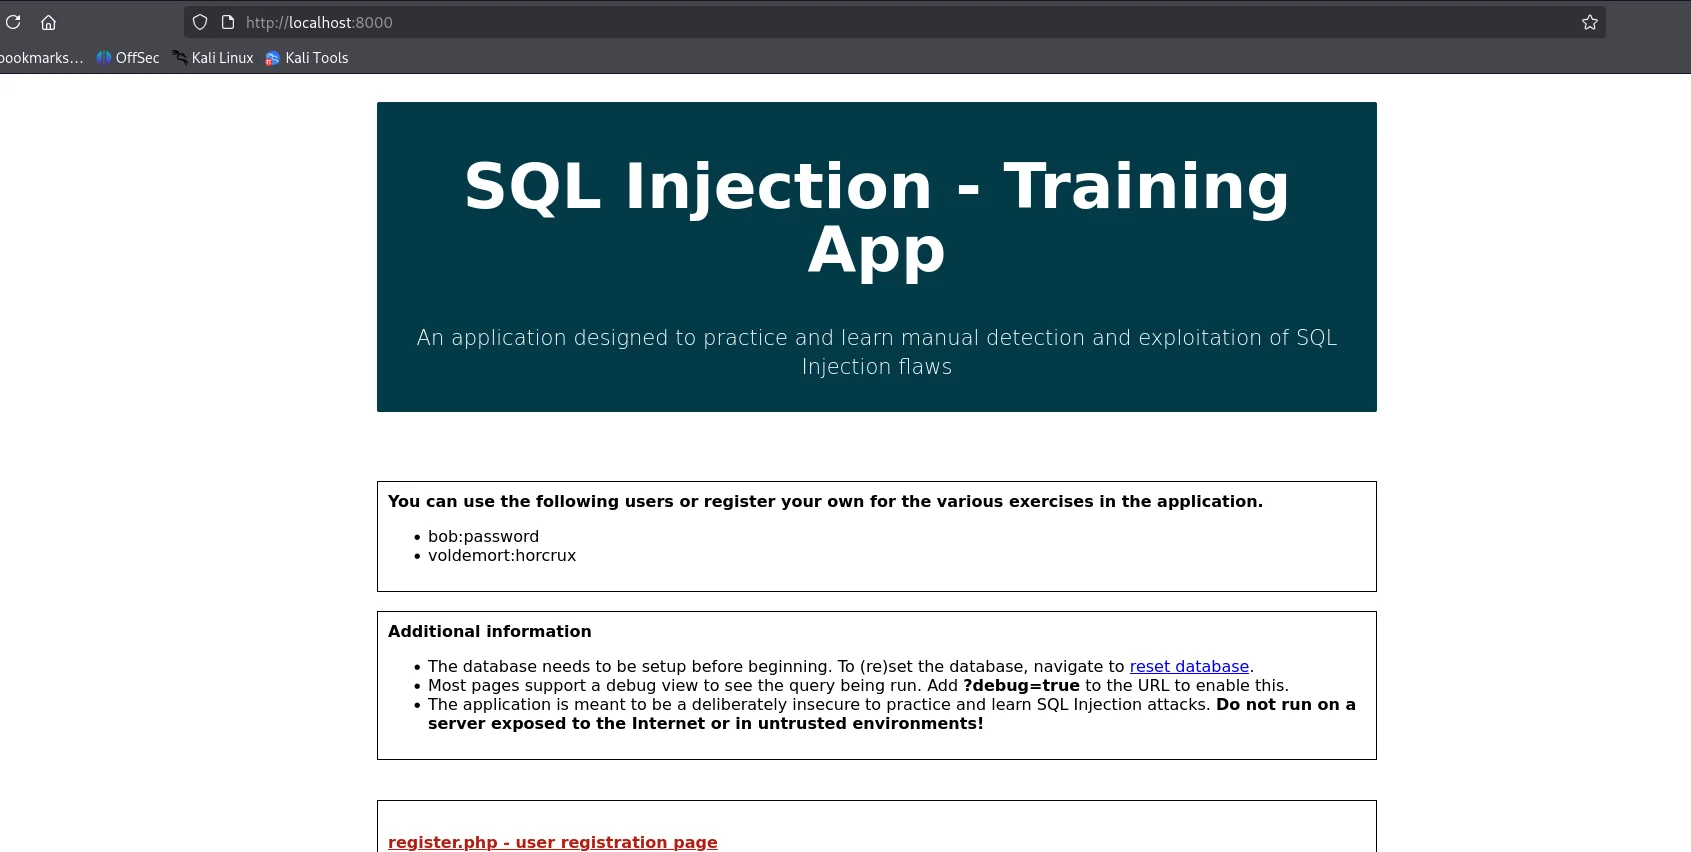 http://localhost:8000
bookmarks… OffSec Kali Linux Kali Tools
SQL Injection - Training
App
An application designed to practice and learn manual detection and exploitation of SQL
Injection flaws
You can use the following users or register your own for the various exercises in the application.
• bob:password
• voldemort:horcrux
Additional information
• The database needs to be setup before beginning. To (re)set the database, navigate to reset database.
• Most pages support a debug view to see the query being run. Add ?debug=true to the URL to enable this.
• The application is meant to be a deliberately insecure to practice and learn SQL Injection attacks. Do not run on a
server exposed to the Internet or in untrusted environments!
register.php - user registration page